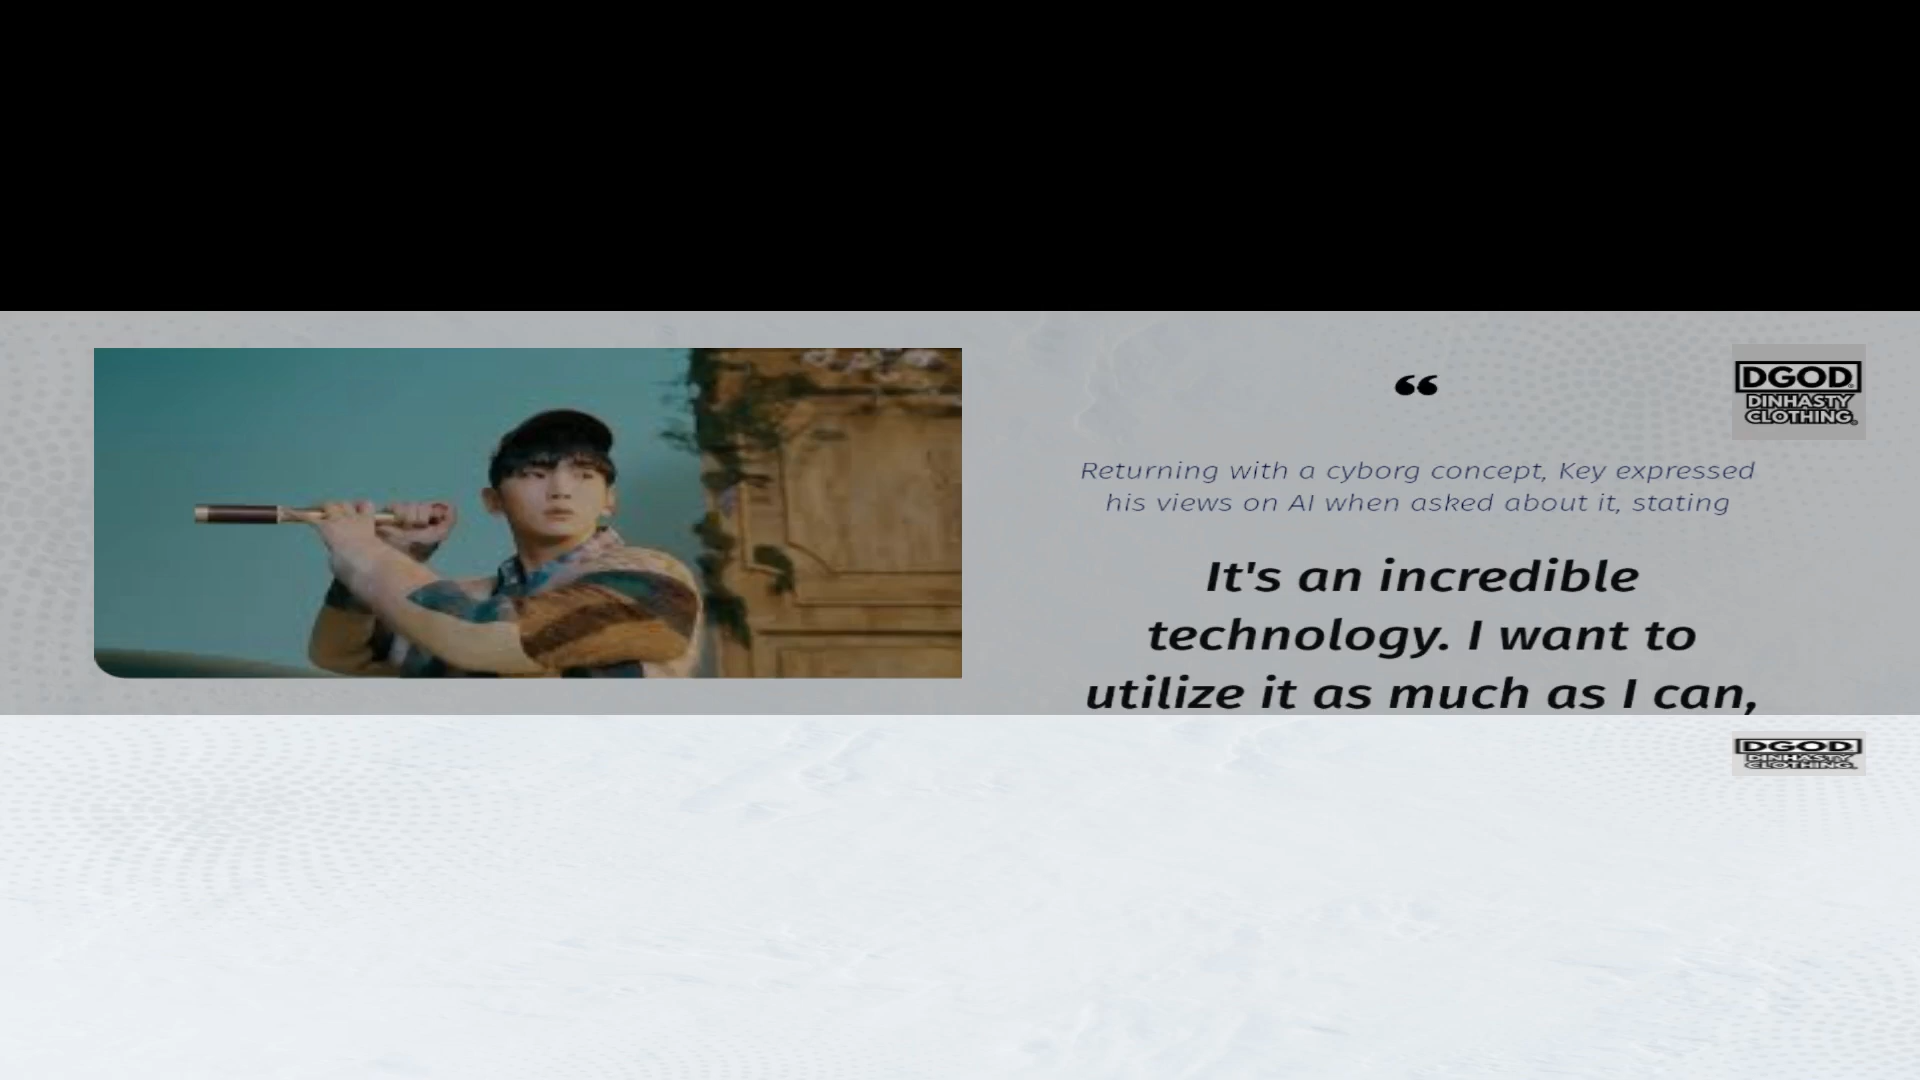 “
DGOD
DINHASTY
CLOTHING
Returning with a cyborg concept, Key expressed
his views on AI when asked about it, stating
It's an incredible
technology. I want to
utilize it as much as I can,
DGOD
DINHASTY
CLOTHING